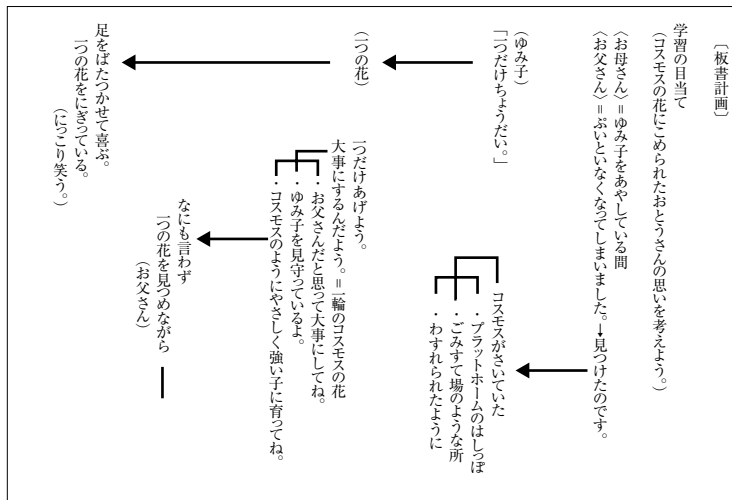 〔板書計画〕
学習の目当て
（コスモスの花にこめられたおとうさんの思いを考えよう。）
〈お母さん〉＝ゆみ子をあやしている間
〈お父さん〉＝ぷいといなくなってしまいました。→見つけたのです。
コスモスがさいていた
・プラットホームのはしっぽ
・ごみすて場のような所
・わすれられたように
（ゆみ子）
「一つだけちょうだい。」
（一つの花）
一つだけあげよう。
大事にするんだよう。＝一輪のコスモスの花
・お父さんだと思って大事にしてね。
・ゆみ子を見守っているよ。
・コスモスのようにやさしく強い子に育ってね。
なにも言わず
一つの花を見つめながら
（お父さん）
足をばたつかせて喜ぶ。
一つの花をにぎっている。
（にっこり笑う。）